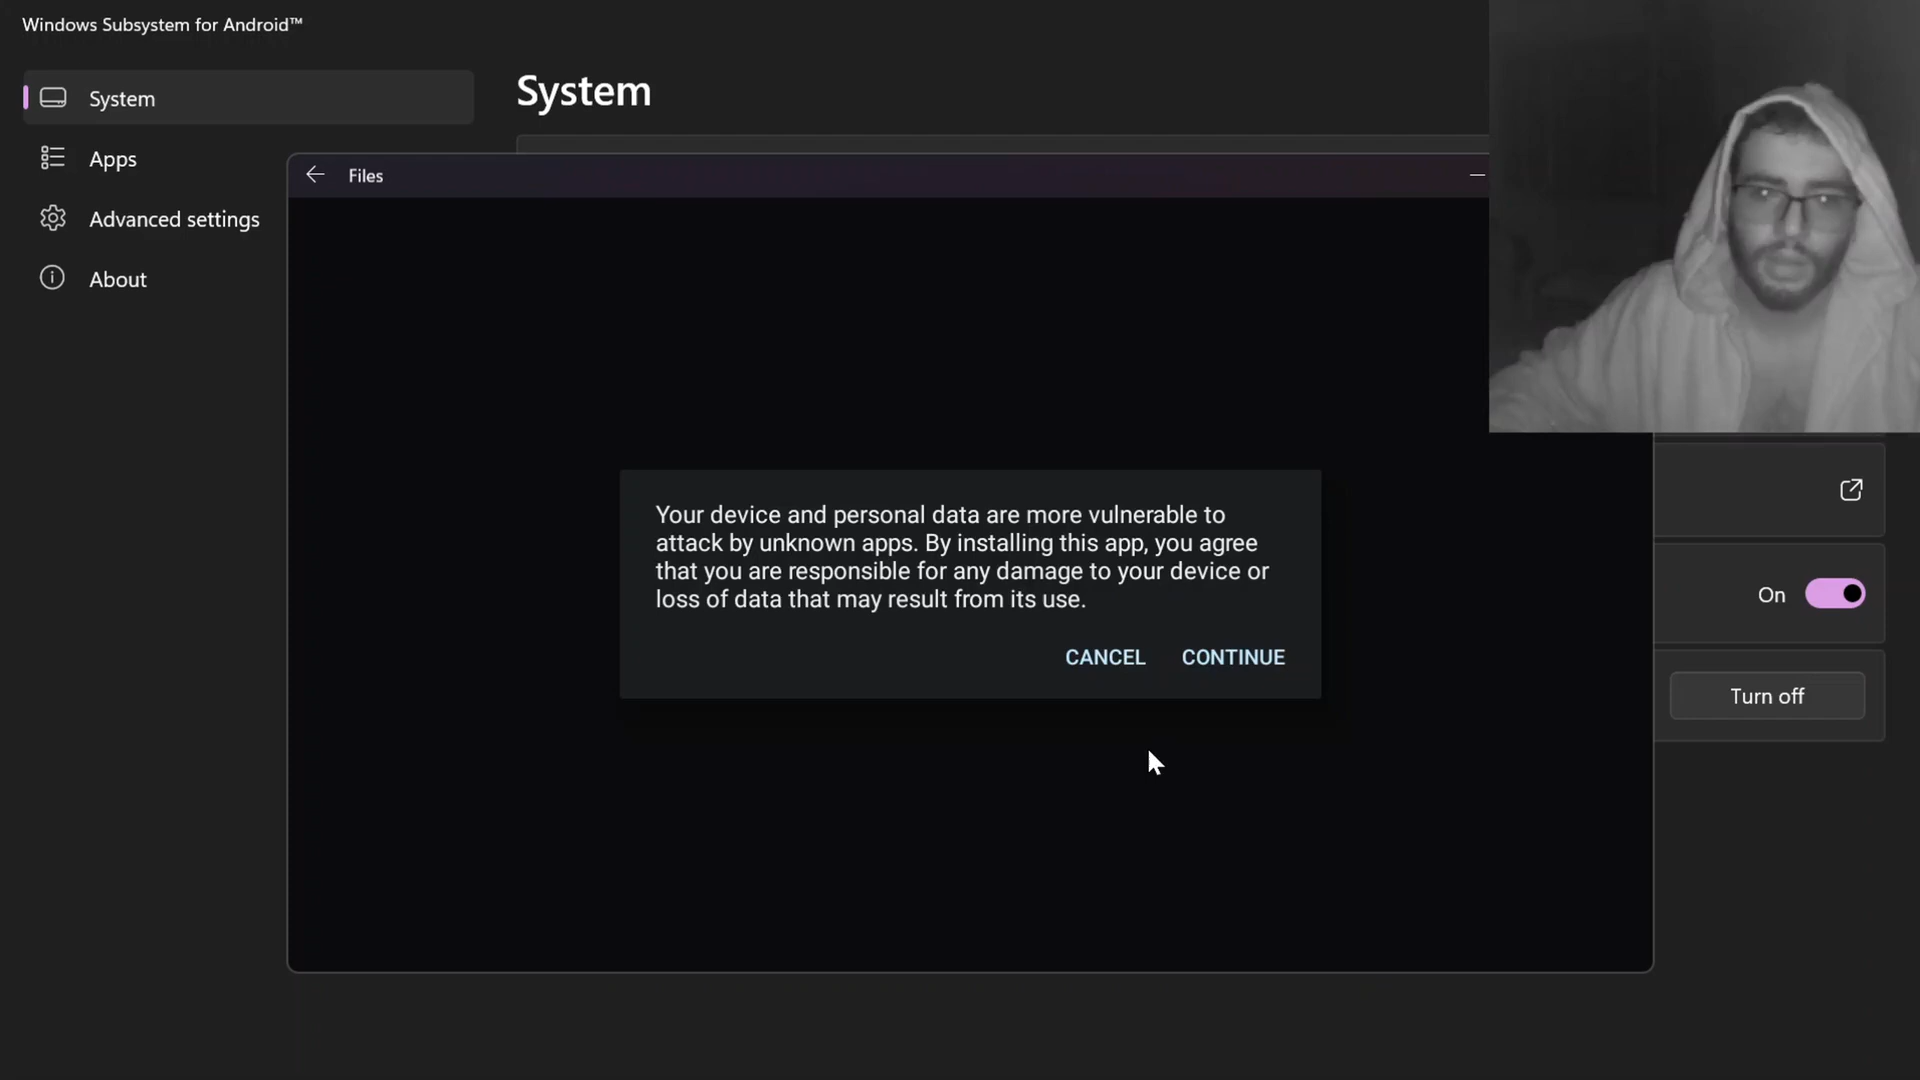 Windows Subsystem for Android™
System
System
Apps
Advanced settings
About
Files
Your device and personal data are more vulnerable to
attack by unknown apps. By installing this app, you agree
that you are responsible for any damage to your device or
loss of data that may result from its use.
CANCEL CONTINUE
On
Turn off